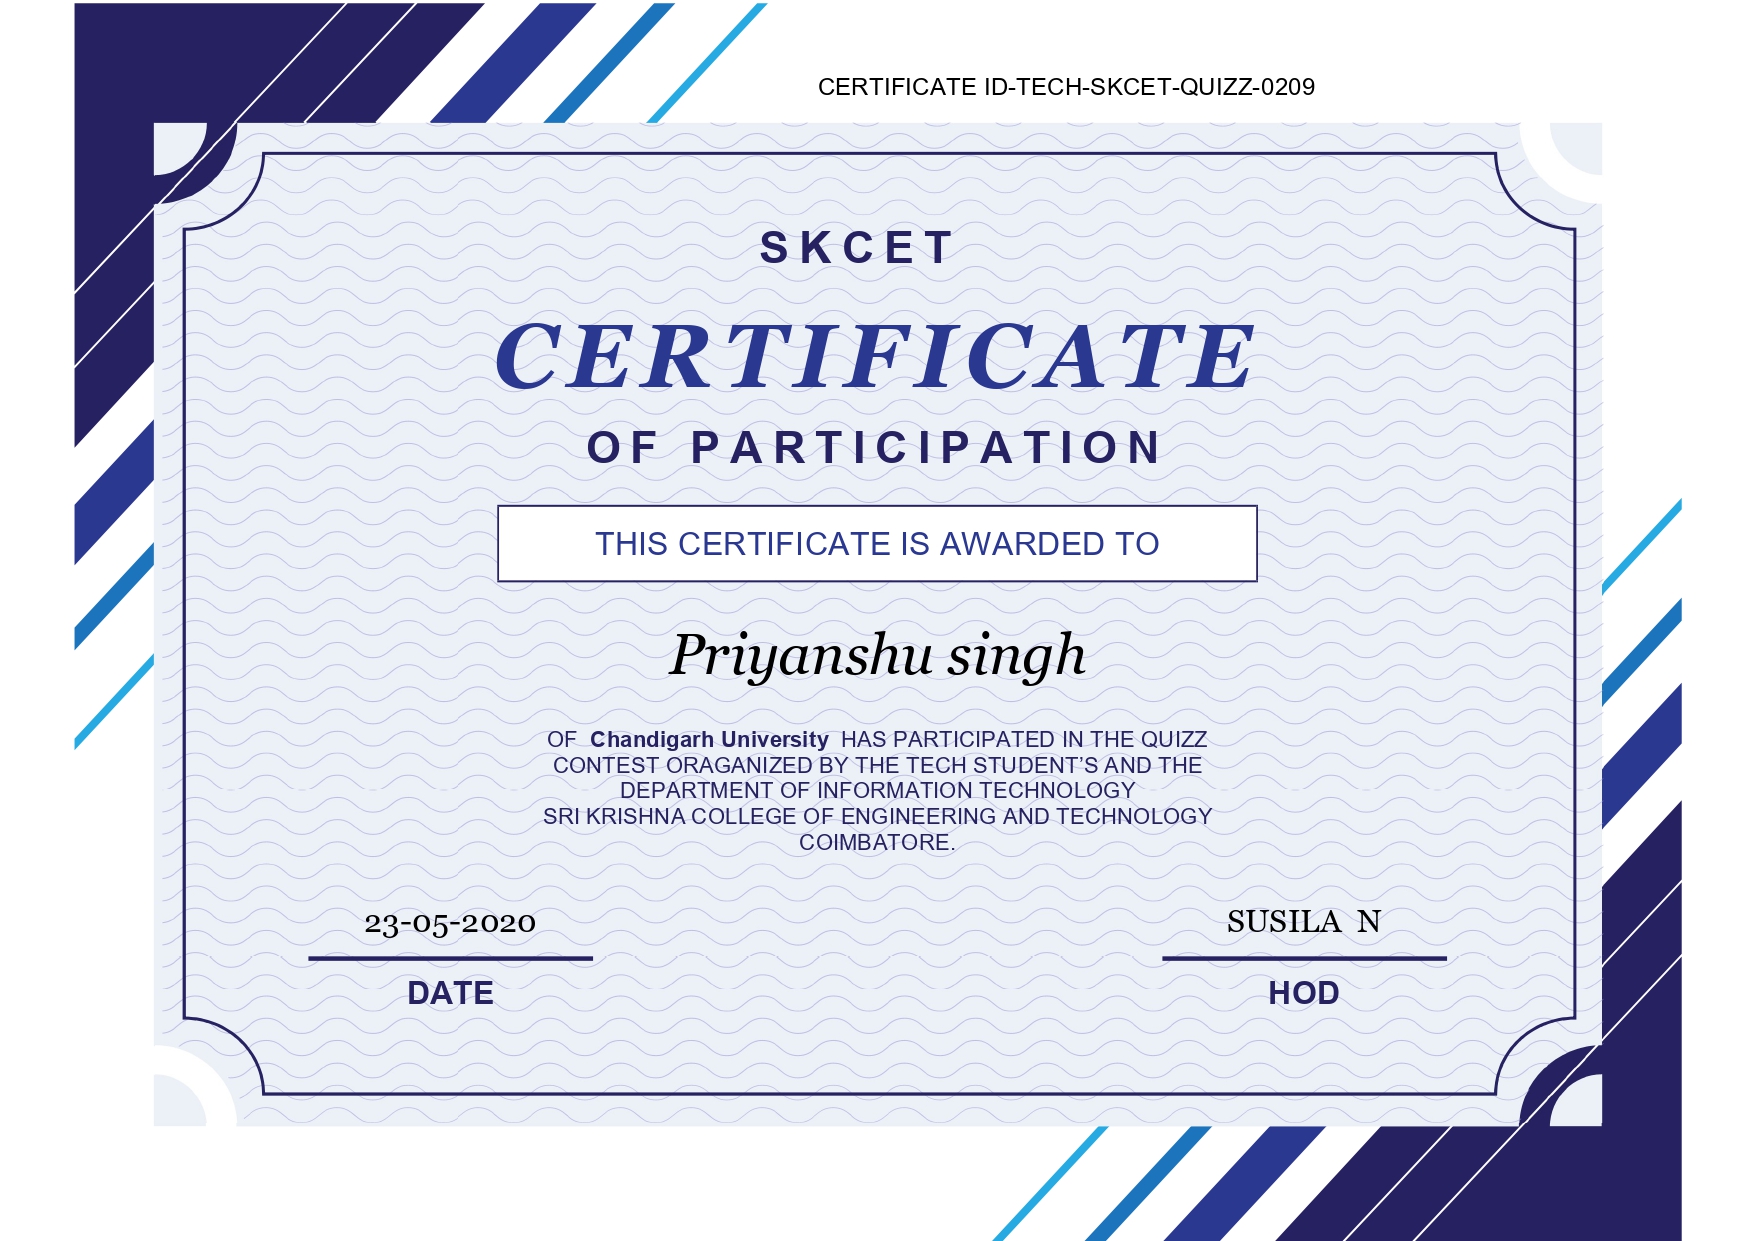 CERTIFICATE ID-TECH-SKCET-QUIZZ-0209
SKCET
CERTIFICATE
OF PARTICIPATION
THIS CERTIFICATE IS AWARDED TO
Priyanshu singh
OF Chandigarh University HAS PARTICIPATED IN THE QUIZZ
CONTEST ORAGANIZED BY THE TECH STUDENT’S AND THE
DEPARTMENT OF INFORMATION TECHNOLOGY
SRI KRISHNA COLLEGE OF ENGINEERING AND TECHNOLOGY
COIMBATORE.
23-05-2020
SUSILA N
DATE
HOD